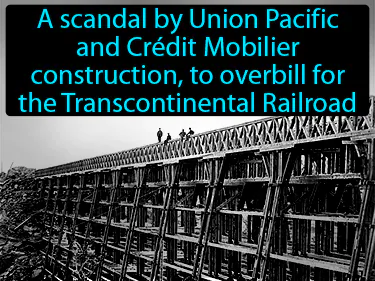 A scandal by Union Pacific
and Crédit Mobilier
construction, to overbill for
the Transcontinental Railroad